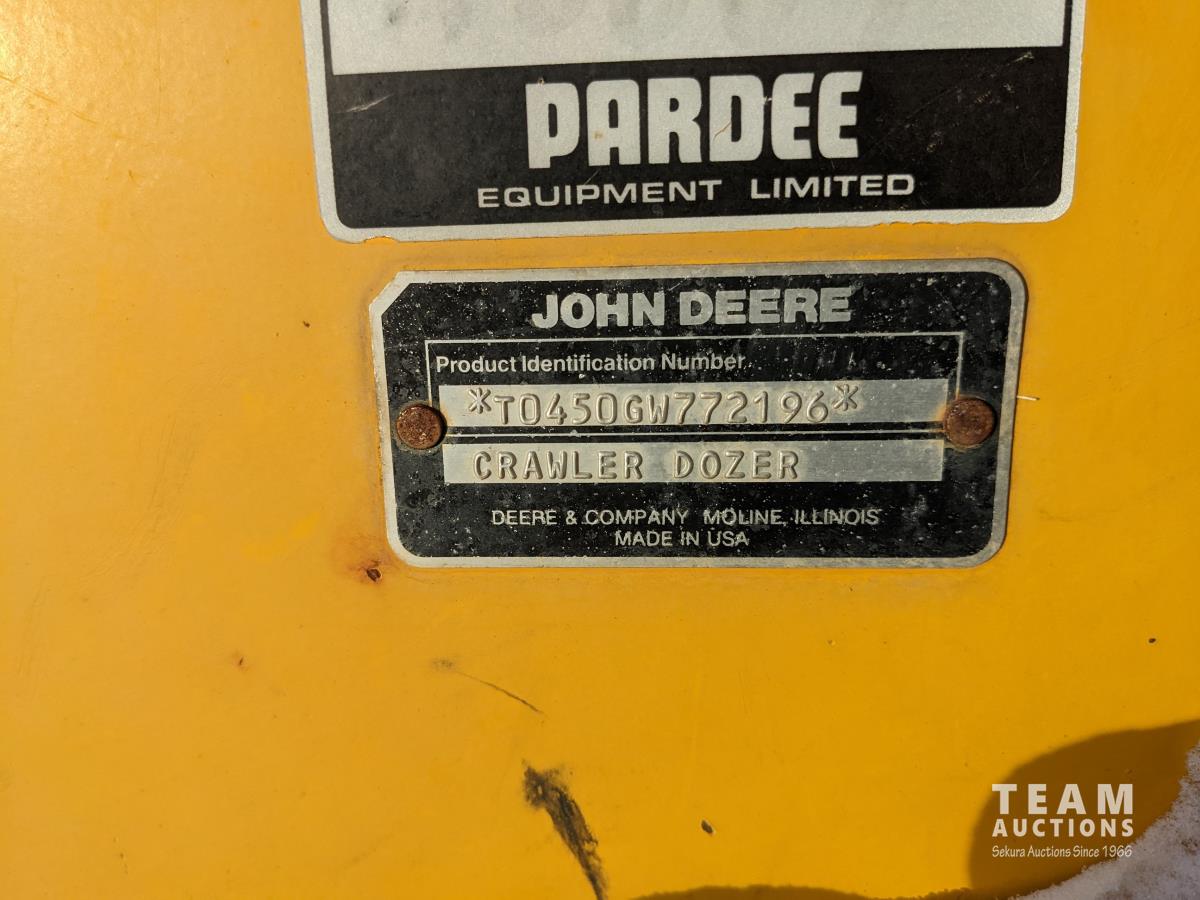 PARDEE
EQUIPMENT LIMITED
JOHN DEERE
Product Identification Number
*T0450GW772196*
CRAWLER DOZER
DEERE & COMPANY MOLINE, ILLINOIS
MADE IN USA
TEAM
AUCTIONS
Sekura Auctions Since 1966